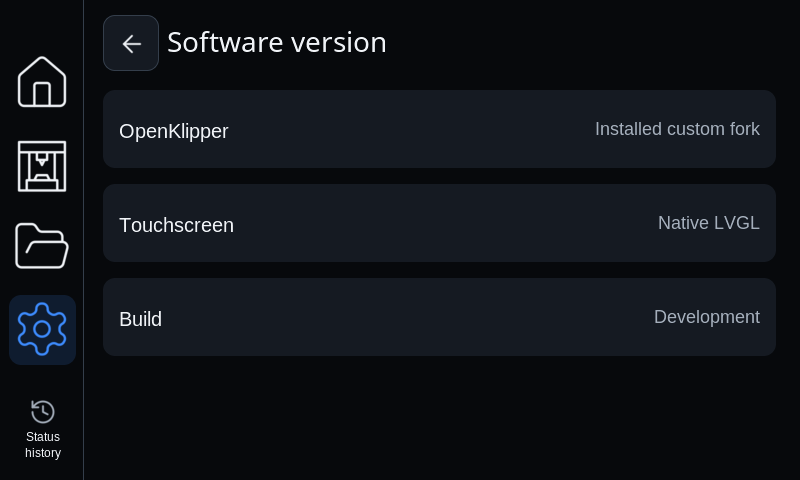 Software version
OpenKlipper
Installed custom fork
Touchscreen
Native LVGL
Build
Development
Status
history